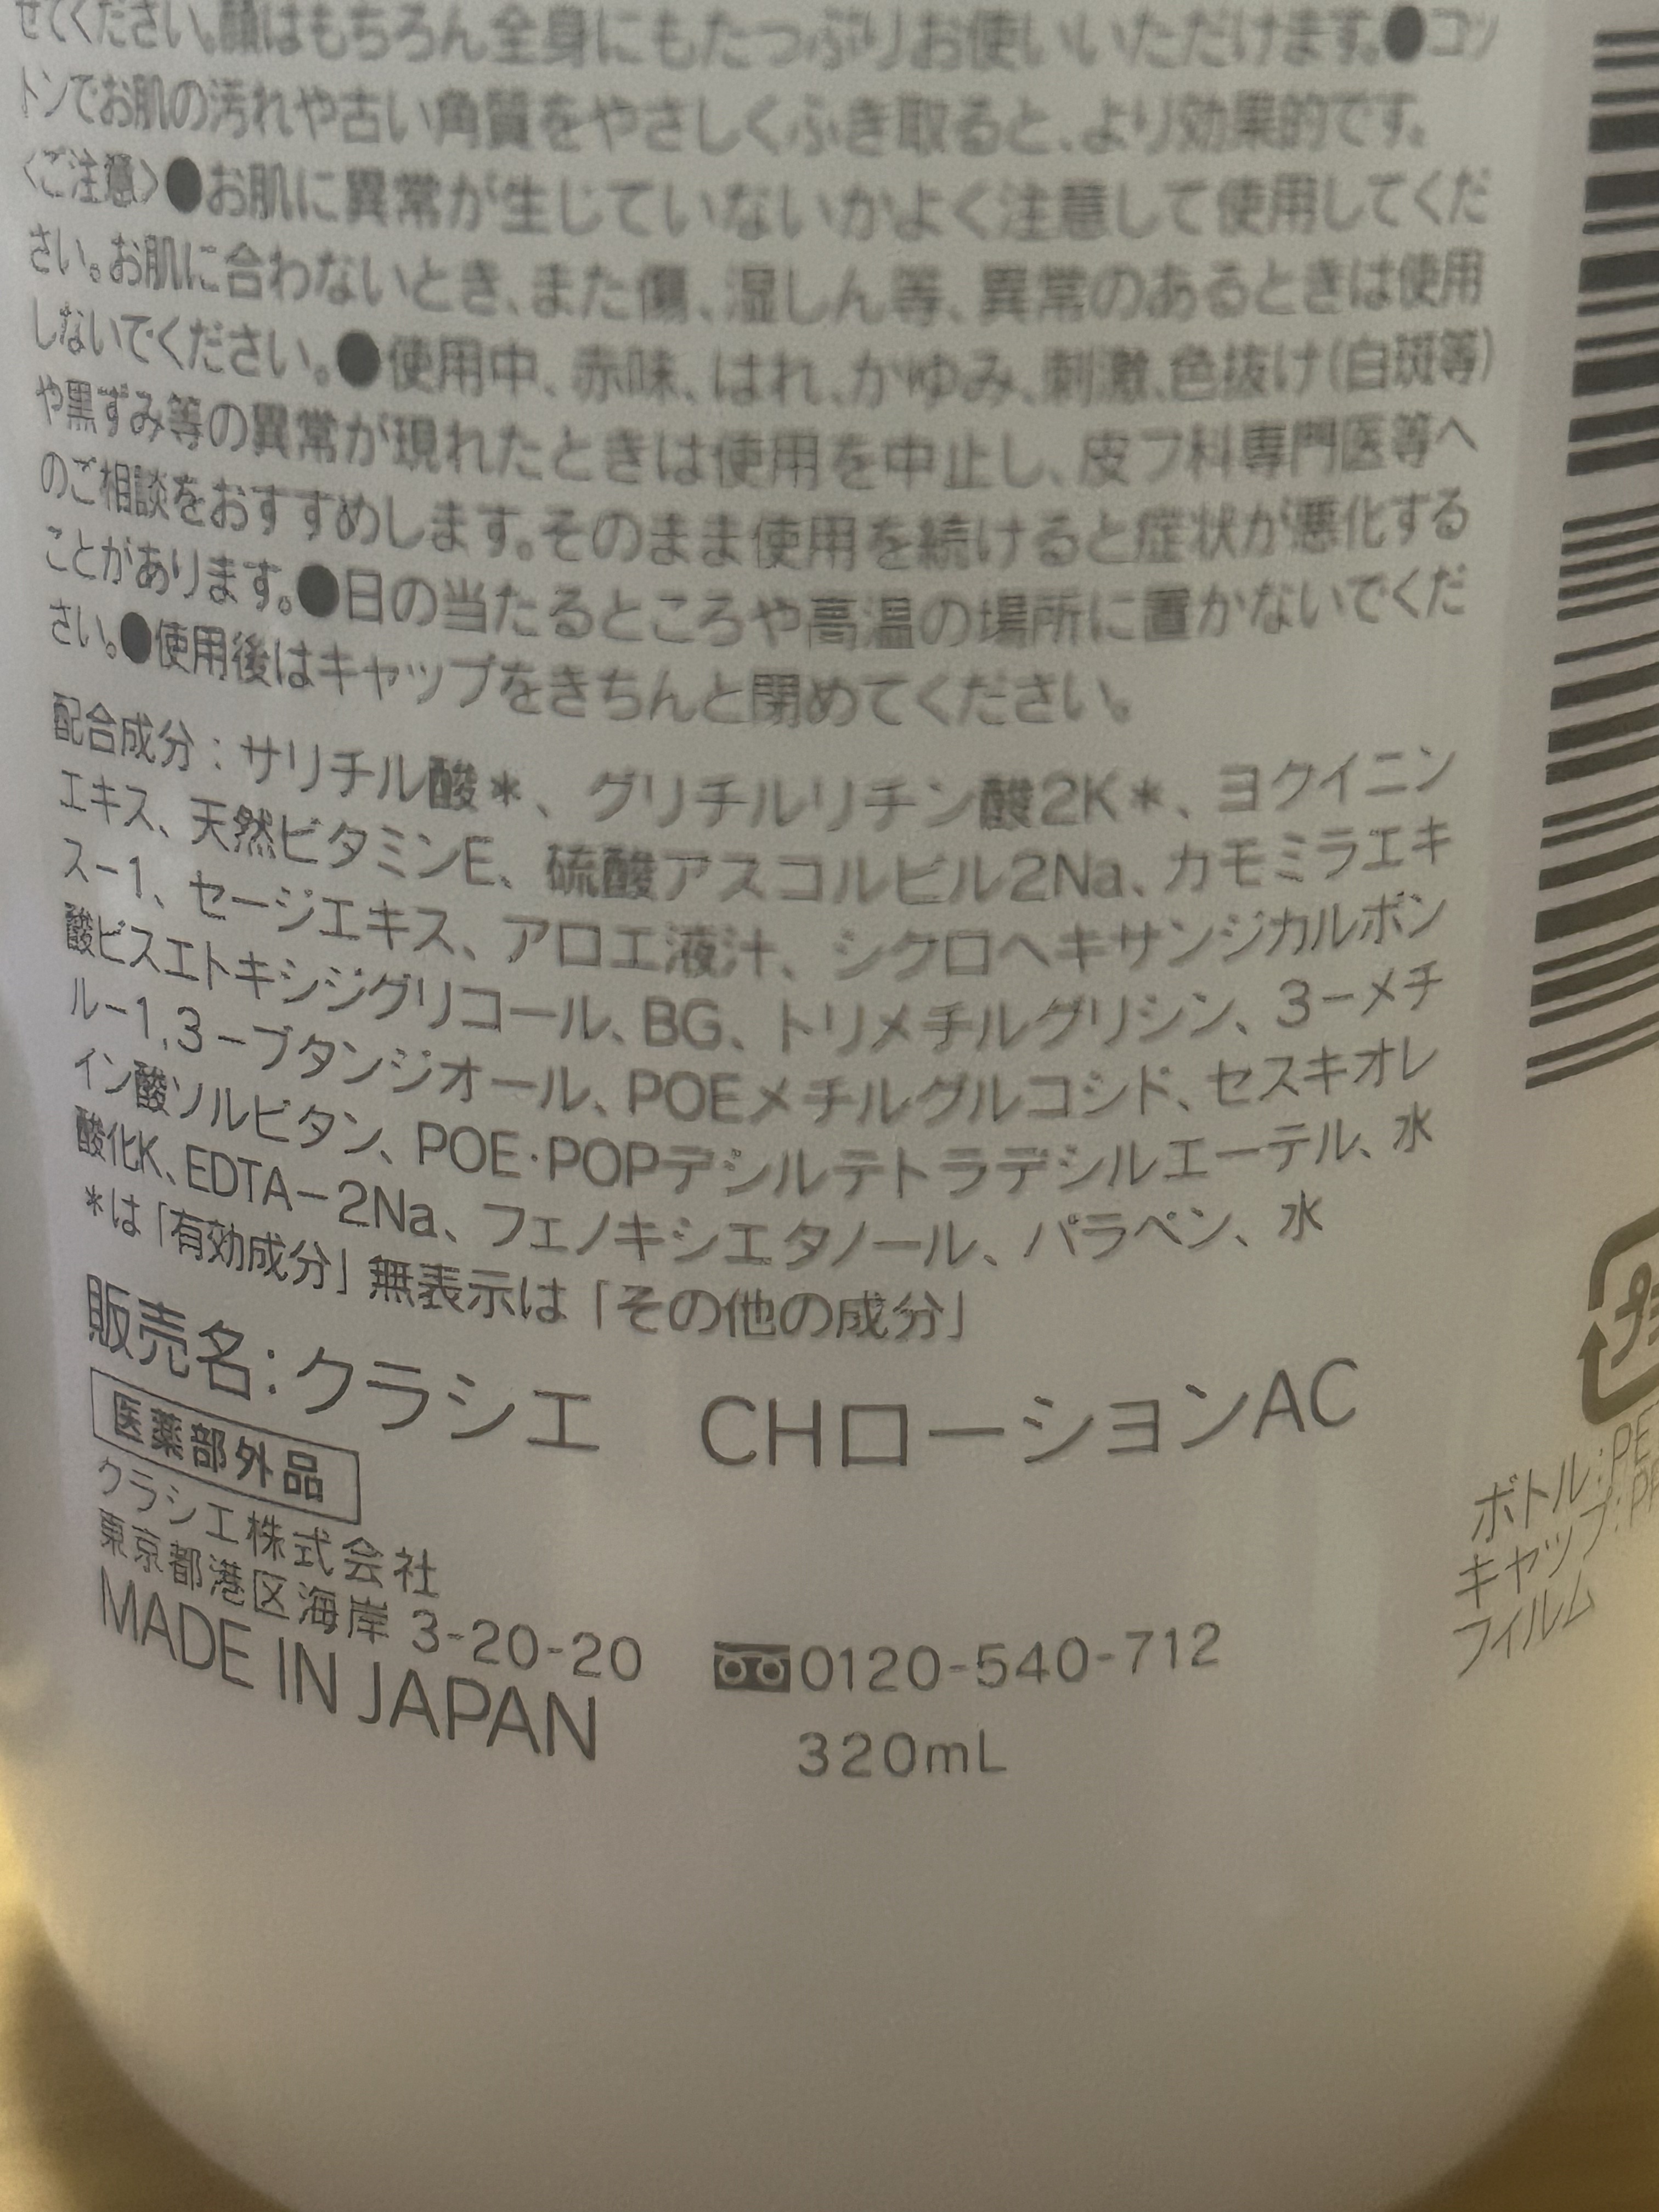 せてください。顔はもちろん全身にもたっぷりお使いいただけます。●コッ
トンでお肌の汚れや古い角質をやさしくふき取ると、より効果的です。
〈ご注意〉●お肌に異常が生じていないかよく注意して使用してくだ
さい。お肌に合わないとき、また傷、湿しん等、異常のあるときは使用
しないでください。●使用中、赤味、はれ、かゆみ、刺激、色抜け(白斑等)
や黒ずみ等の異常が現れたときは使用を中止し、皮フ科専門医等へ
のご相談をおすすめします。そのまま使用を続けると症状が悪化する
ことがあります。●日の当たるところや高温の場所に置かないでくだ
さい。●使用後はキャップをきちんと閉めてください。
配合成分：サリチル酸＊、グリチルリチン酸2K＊、ヨクイニン
エキス、天然ビタミンE、硫酸アスコルビル2Na、カモミラエキ
ス−1、セージエキス、アロエ液汁、シクロヘキサンジカルボン
酸ビスエトキシジグリコール、BG、トリメチルグリシン、3−メチ
ル−1,3−ブタンジオール、POEメチルグルコシド、セスキオレ
イン酸ソルビタン、POE･POPデシルテトラデシルエーテル、水
酸化K、EDTA−2Na、フェノキシエタノール、パラベン、水
＊は「有効成分」無表示は「その他の成分」
販売名：クラシエ　CHローションAC
医薬部外品
クラシエ株式会社
東京都港区海岸 3-20-20
0120-540-712
MADE IN JAPAN
320mL
プラ
ボトル：PE
キャップ：P
フィルム